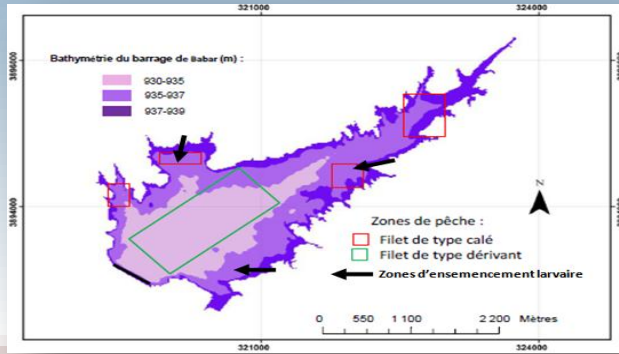 321000 324000
Bathymétrie du barrage de Babar (m) :
930-935
935-937
937-939
3896000 3896000
3894000 3894000
N
Zones de pêche :
Filet de type calé
Filet de type dérivant
Zones d'ensemencement larvaire
0 550 1 100 2 200 Mètres
321000 324000